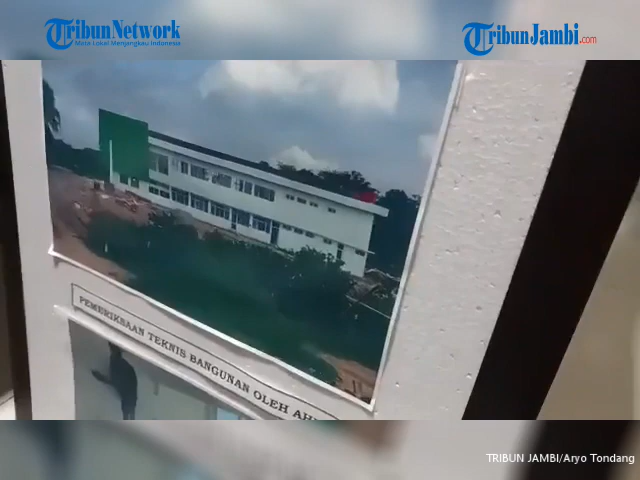 TribunNetwork
Mata Lokal Menjangkau Indonesia
TribunJambi.com
PEMERIKSAAN TEKNIS BANGUNAN OLEH
TRIBUN JAMBI/Aryo Tondang